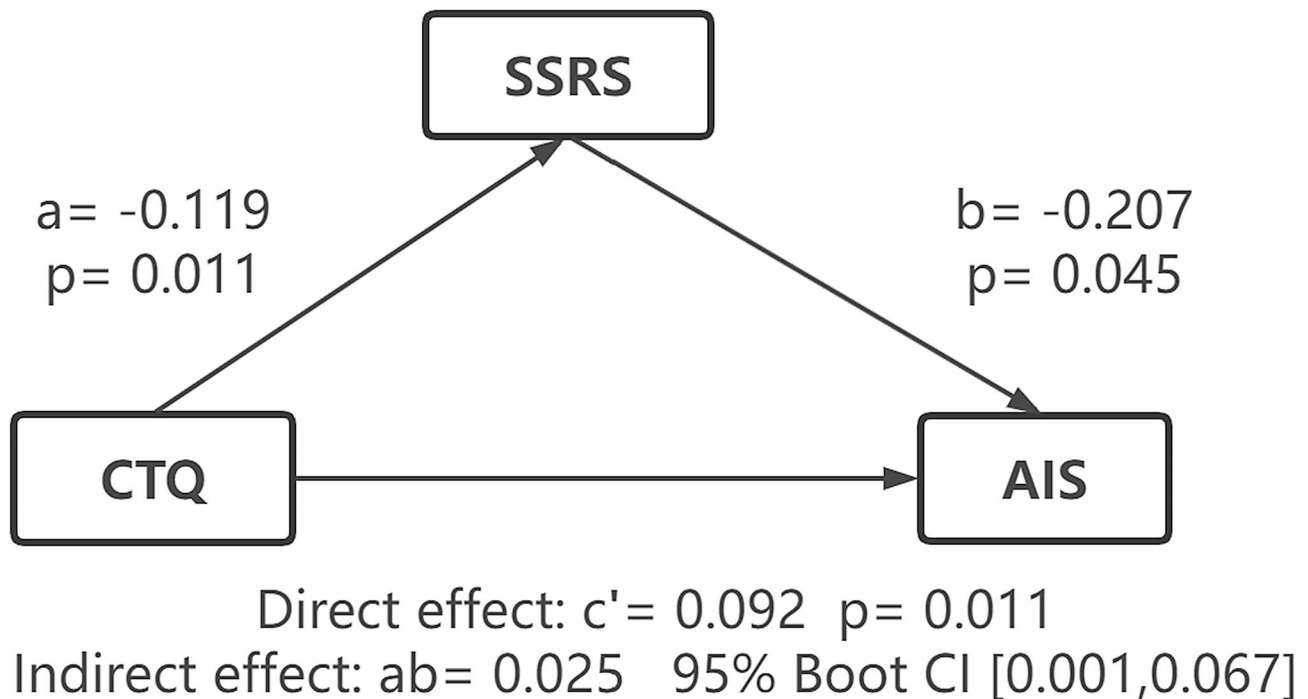 SSRS
a= -0.119
p= 0.011
b= -0.207
p= 0.045
CTQ
AIS
Direct effect: c'= 0.092 p= 0.011
Indirect effect: ab= 0.025 95% Boot CI [0.001,0.067]